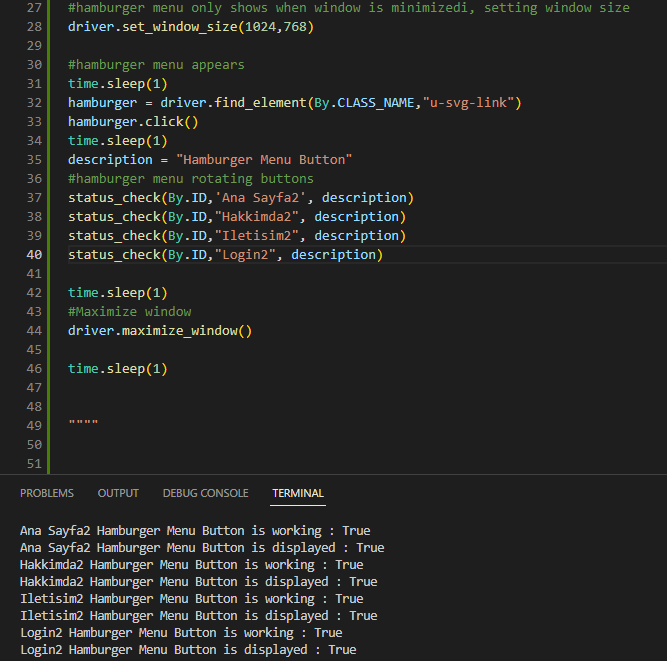 27 #hamburger menu only shows when window is minimizedi, setting window size
28 driver.set_window_size(1024,768)
29
30 #hamburger menu appears
31 time.sleep(1)
32 hamburger = driver.find_element(By.CLASS_NAME,"u-svg-link")
33 hamburger.click()
34 time.sleep(1)
35 description = "Hamburger Menu Button"
36 #hamburger menu rotating buttons
37 status_check(By.ID,'Ana Sayfa2', description)
38 status_check(By.ID,"Hakkimda2", description)
39 status_check(By.ID,"Iletisim2", description)
40 status_check(By.ID,"Login2", description)
41
42 time.sleep(1)
43 #Maximize window
44 driver.maximize_window()
45
46 time.sleep(1)
47
48
49 """"
50
51
PROBLEMS OUTPUT DEBUG CONSOLE TERMINAL
Ana Sayfa2 Hamburger Menu Button is working : True
Ana Sayfa2 Hamburger Menu Button is displayed : True
Hakkimda2 Hamburger Menu Button is working : True
Hakkimda2 Hamburger Menu Button is displayed : True
Iletisim2 Hamburger Menu Button is working : True
Iletisim2 Hamburger Menu Button is displayed : True
Login2 Hamburger Menu Button is working : True
Login2 Hamburger Menu Button is displayed : True